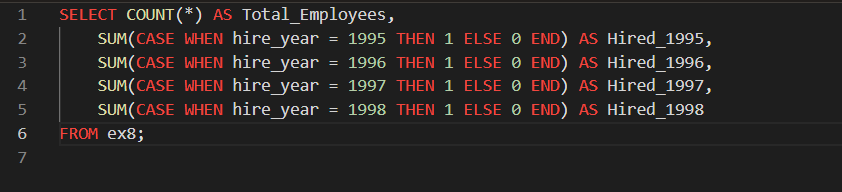 1 SELECT COUNT(*) AS Total_Employees,
2 SUM(CASE WHEN hire_year = 1995 THEN 1 ELSE 0 END) AS Hired_1995,
3 SUM(CASE WHEN hire_year = 1996 THEN 1 ELSE 0 END) AS Hired_1996,
4 SUM(CASE WHEN hire_year = 1997 THEN 1 ELSE 0 END) AS Hired_1997,
5 SUM(CASE WHEN hire_year = 1998 THEN 1 ELSE 0 END) AS Hired_1998
6 FROM ex8;
7